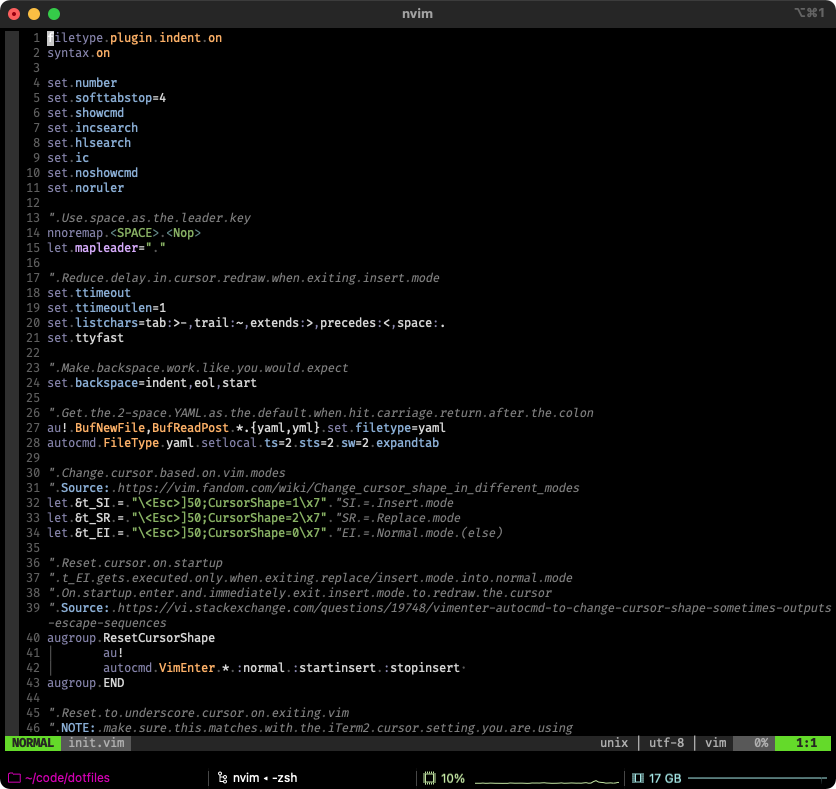 nvim
⌥⌘1
1 filetype.plugin.indent.on
2 syntax.on
3
4 set.number
5 set.softtabstop=4
6 set.showcmd
7 set.incsearch
8 set.hlsearch
9 set.ic
10 set.noshowcmd
11 set.noruler
12
13 ".Use.space.as.the.leader.key
14 nnoremap.<SPACE>.<Nop>
15 let.mapleader="."
16
17 ".Reduce.delay.in.cursor.redraw.when.exiting.insert.mode
18 set.ttimeout
19 set.ttimeoutlen=1
20 set.listchars=tab:>-,trail:~,extends:>,precedes:<,space:.
21 set.ttyfast
22
23 ".Make.backspace.work.like.you.would.expect
24 set.backspace=indent,eol,start
25
26 ".Get.the.2-space.YAML.as.the.default.when.hit.carriage.return.after.the.colon
27 au!.BufNewFile,BufReadPost.*.{yaml,yml}.set.filetype=yaml
28 autocmd.FileType.yaml.setlocal.ts=2.sts=2.sw=2.expandtab
29
30 ".Change.cursor.based.on.vim.modes
31 ".Source:.https://vim.fandom.com/wiki/Change_cursor_shape_in_different_modes
32 let.&t_SI.=."\<Esc>]50;CursorShape=1\x7"."SI.=.Insert.mode
33 let.&t_SR.=."\<Esc>]50;CursorShape=2\x7"."SR.=.Replace.mode
34 let.&t_EI.=."\<Esc>]50;CursorShape=0\x7"."EI.=.Normal.mode.(else)
35
36 ".Reset.cursor.on.startup
37 ".t_EI.gets.executed.only.when.exiting.replace/insert.mode.into.normal.mode
38 ".On.startup.enter.and.immediately.exit.insert.mode.to.redraw.the.cursor
39 ".Source:.https://vi.stackexchange.com/questions/19748/vimenter-autocmd-to-change-cursor-shape-sometimes-outputs
-escape-sequences
40 augroup.ResetCursorShape
41 au!
42 autocmd.VimEnter.*.:normal.:startinsert.:stopinsert·
43 augroup.END
44
45 ".Reset.to.underscore.cursor.on.exiting.vim
46 ".NOTE:.make.sure.this.matches.with.the.iTerm2.cursor.setting.you.are.using
NORMAL init.vim unix | utf-8 | vim 0% 1:1
~/code/dotfiles nvim ◂ -zsh 10% 17 GB